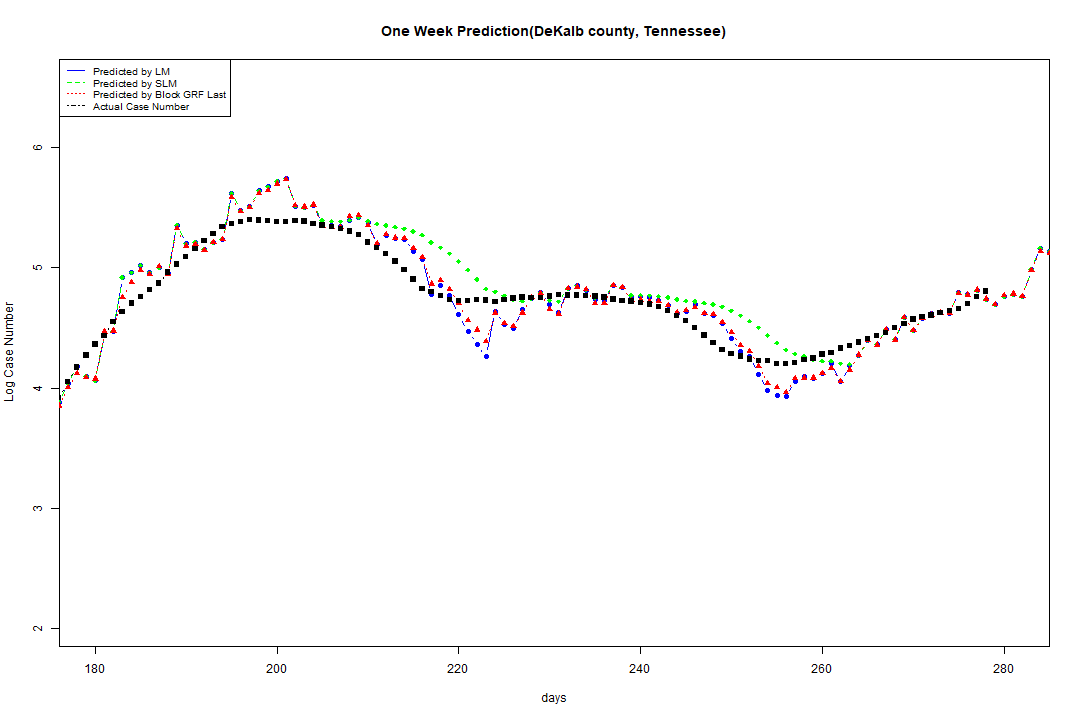 One Week Prediction(DeKalb county, Tennessee)
Predicted by LM
Predicted by SLM
Predicted by Block GRF Last
Actual Case Number
6
5
4
3
2
Log Case Number
180 200 220 240 260 280
days